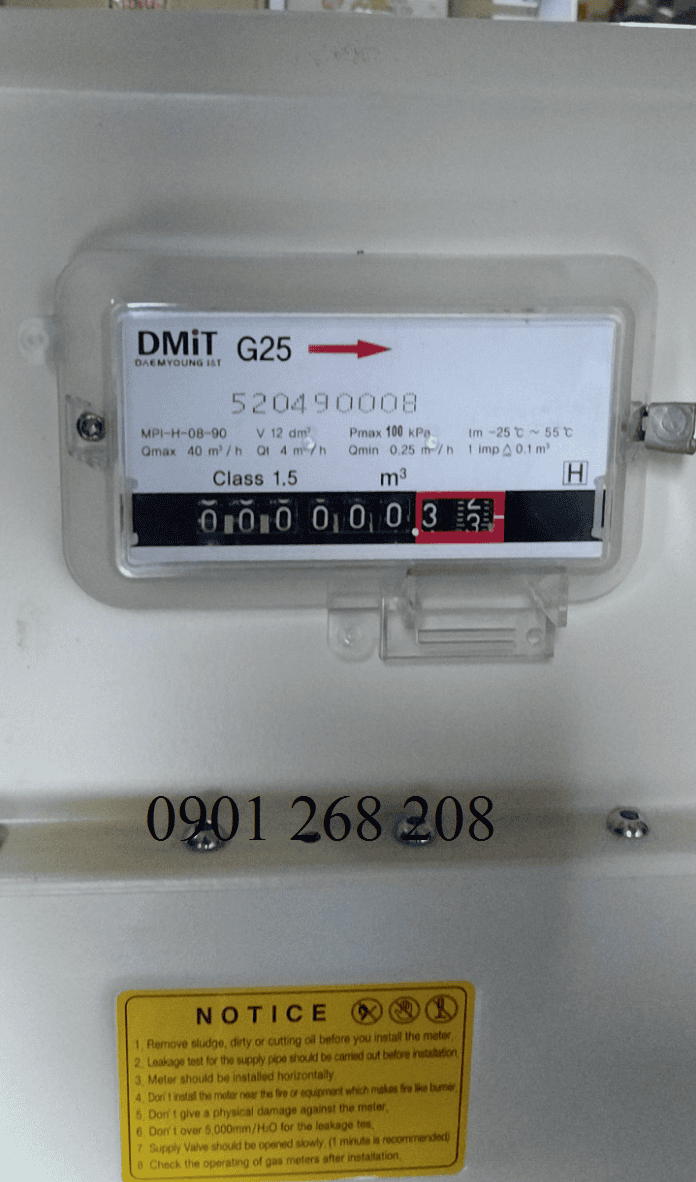 DMiT G25
DAEMYOUNG I&T
520490008
MPI-H-08-90 V 12 dm³ Pmax 100 kPa tm -25℃ ~ 55℃
Qmax 40 m³/h Qt 4 m³/h Qmin 0.25 m³/h 1 imp ≙ 0.1 m³
Class 1.5 m³ H
0 0 0 0 0 0 3
0901 268 208
NOTICE
1. Remove sludge, dirty or cutting oil before you install the meter.
2. Leakage test for the supply pipe should be carried out before installation.
3. Meter should be installed horizontally.
4. Don't install the meter near the fire or equipment which makes fire like burner.
5. Don't give a physical damage against the meter.
6. Don't over 5,000mm/H₂O for the leakage tes.
7. Supply Valve should be opened slowly. (1 minute is recommended)
8. Check the operating of gas meters after installation.